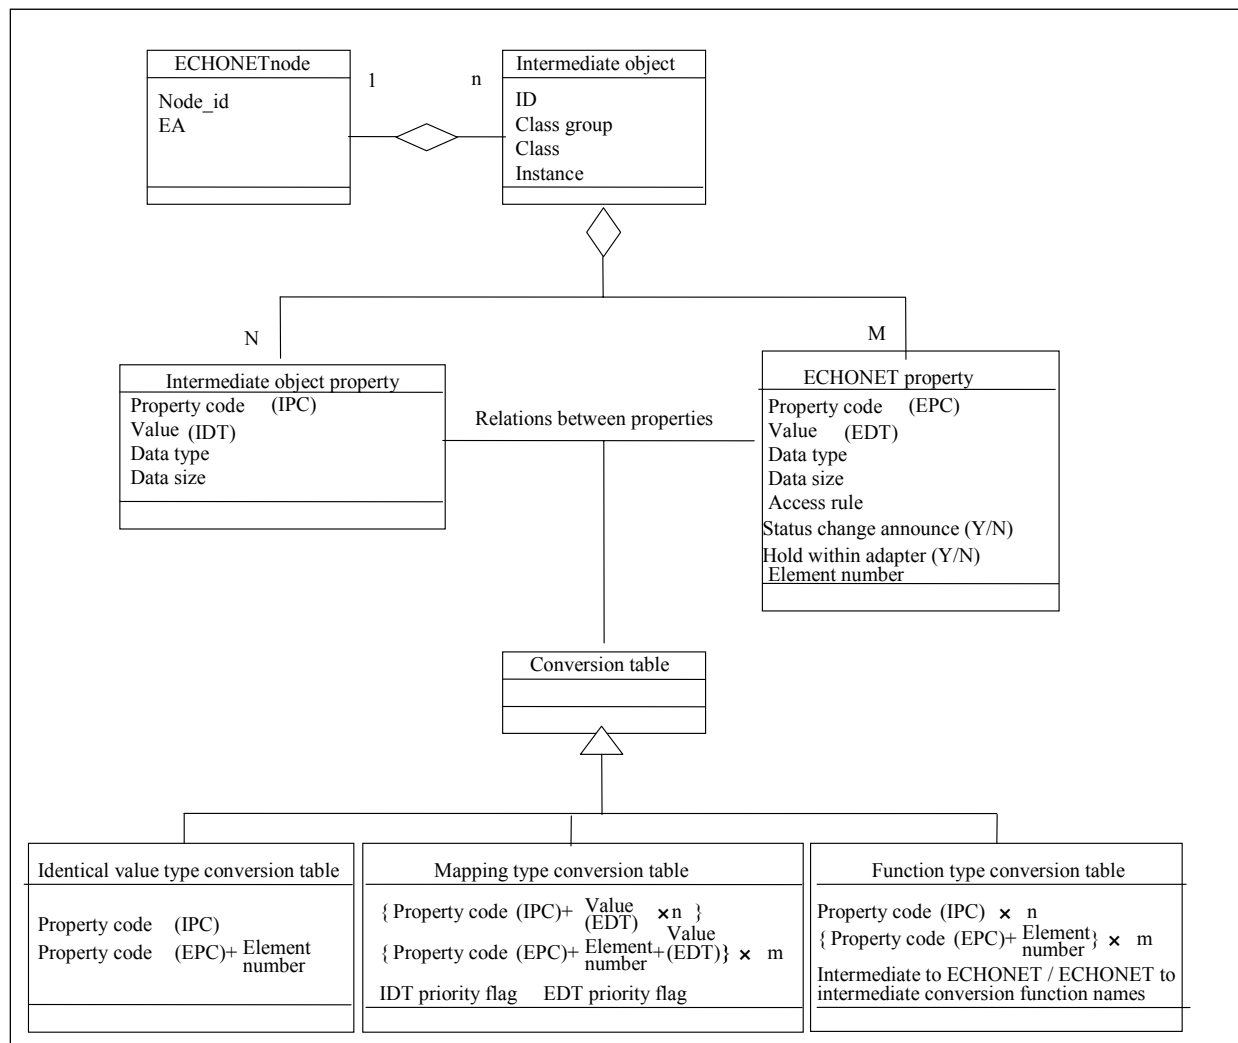 ECHONETnode
Node_id
EA
1
n
Intermediate object
ID
Class group
Class
Instance
N
M
Intermediate object property
Property code (IPC)
Value (IDT)
Data type
Data size
Relations between properties
ECHONET property
Property code (EPC)
Value (EDT)
Data type
Data size
Access rule
Status change announce (Y/N)
Hold within adapter (Y/N)
Element number
Conversion table
Identical value type conversion table
Property code (IPC)
Property code (EPC)+ Element
number
Mapping type conversion table
{ Property code (IPC)+ Value
(EDT) ×n }
{ Property code (EPC)+ Element
number+ Value
(EDT)} × m
IDT priority flag EDT priority flag
Function type conversion table
Property code (IPC) × n
{ Property code (EPC)+ Element
number } × m
Intermediate to ECHONET / ECHONET to
intermediate conversion function names